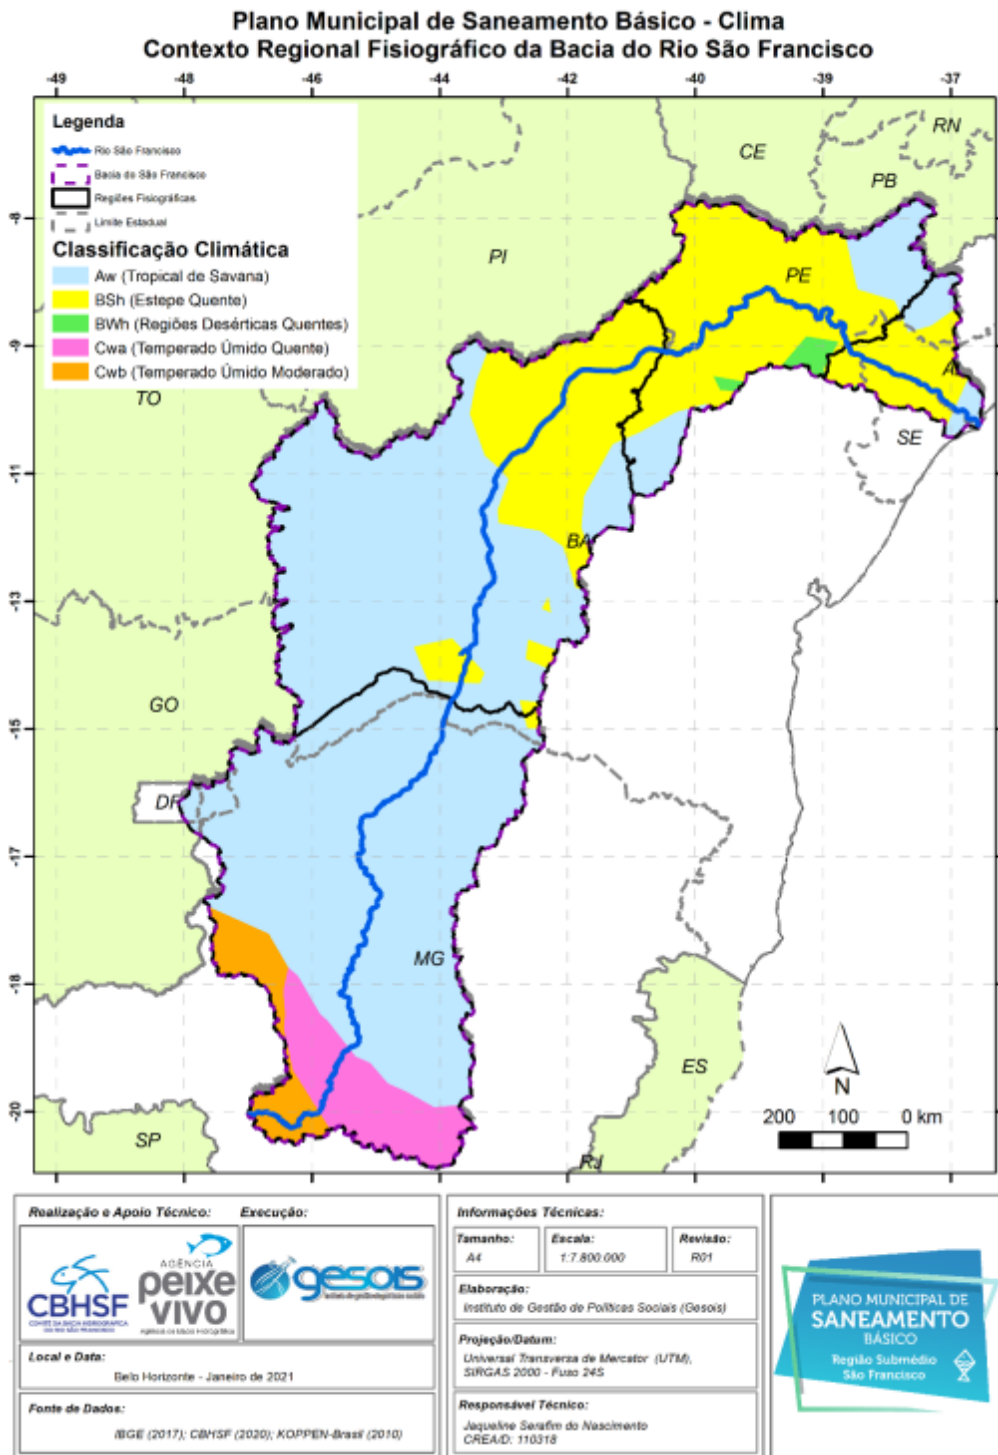 Plano Municipal de Saneamento Básico - Clima
Contexto Regional Fisiográfico da Bacia do Rio São Francisco
-49 -48 -46 -44 -42 -40 -39 -37
Legenda
Rio São Francisco
Bacia do São Francisco
Regiões Fisiográficas
Limite Estadual
Classificação Climática
Aw (Tropical de Savana)
BSh (Estepe Quente)
BWh (Regiões Desérticas Quentes)
Cwa (Temperado Úmido Quente)
Cwb (Temperado Úmido Moderado)
RN
CE
PB
-8
PI
PE
-9
A
TO
SE
-11
BA
-13
GO
-15
DF
-17
MG
-18
ES
N
-20
200 100 0 km
SP
RJ
Realização e Apoio Técnico: Execução:
CBHSF
COMITÊ DA BACIA HIDROGRÁFICA
DO RIO SÃO FRANCISCO
AGÊNCIA
peixe
vivo
gesois
Local e Data:
Belo Horizonte - Janeiro de 2021
Fonte de Dados:
IBGE (2017); CBHSF (2020); KOPPEN-Brasil (2010)
Informações Técnicas:
Tamanho:
A4
Escala:
1:7.800.000
Revisão:
R01
Elaboração:
Instituto de Gestão de Políticas Sociais (Gesois)
Projeção/Datum:
Universal Transversa de Mercator (UTM),
SIRGAS 2000 - Fuso 24S
Responsável Técnico:
Jaqueline Serafim do Nascimento
CREA/D: 110318
PLANO MUNICIPAL DE
SANEAMENTO
BÁSICO
Região Submédio
São Francisco